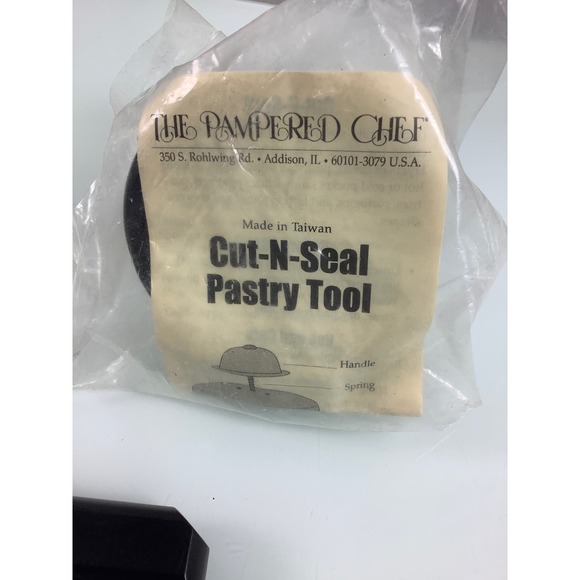 THE PAMPERED CHEF®
350 S. Rohlwing Rd. • Addison, IL • 60101-3079 U.S.A.
Made in Taiwan
Cut-N-Seal
Pastry Tool
Handle
Spring